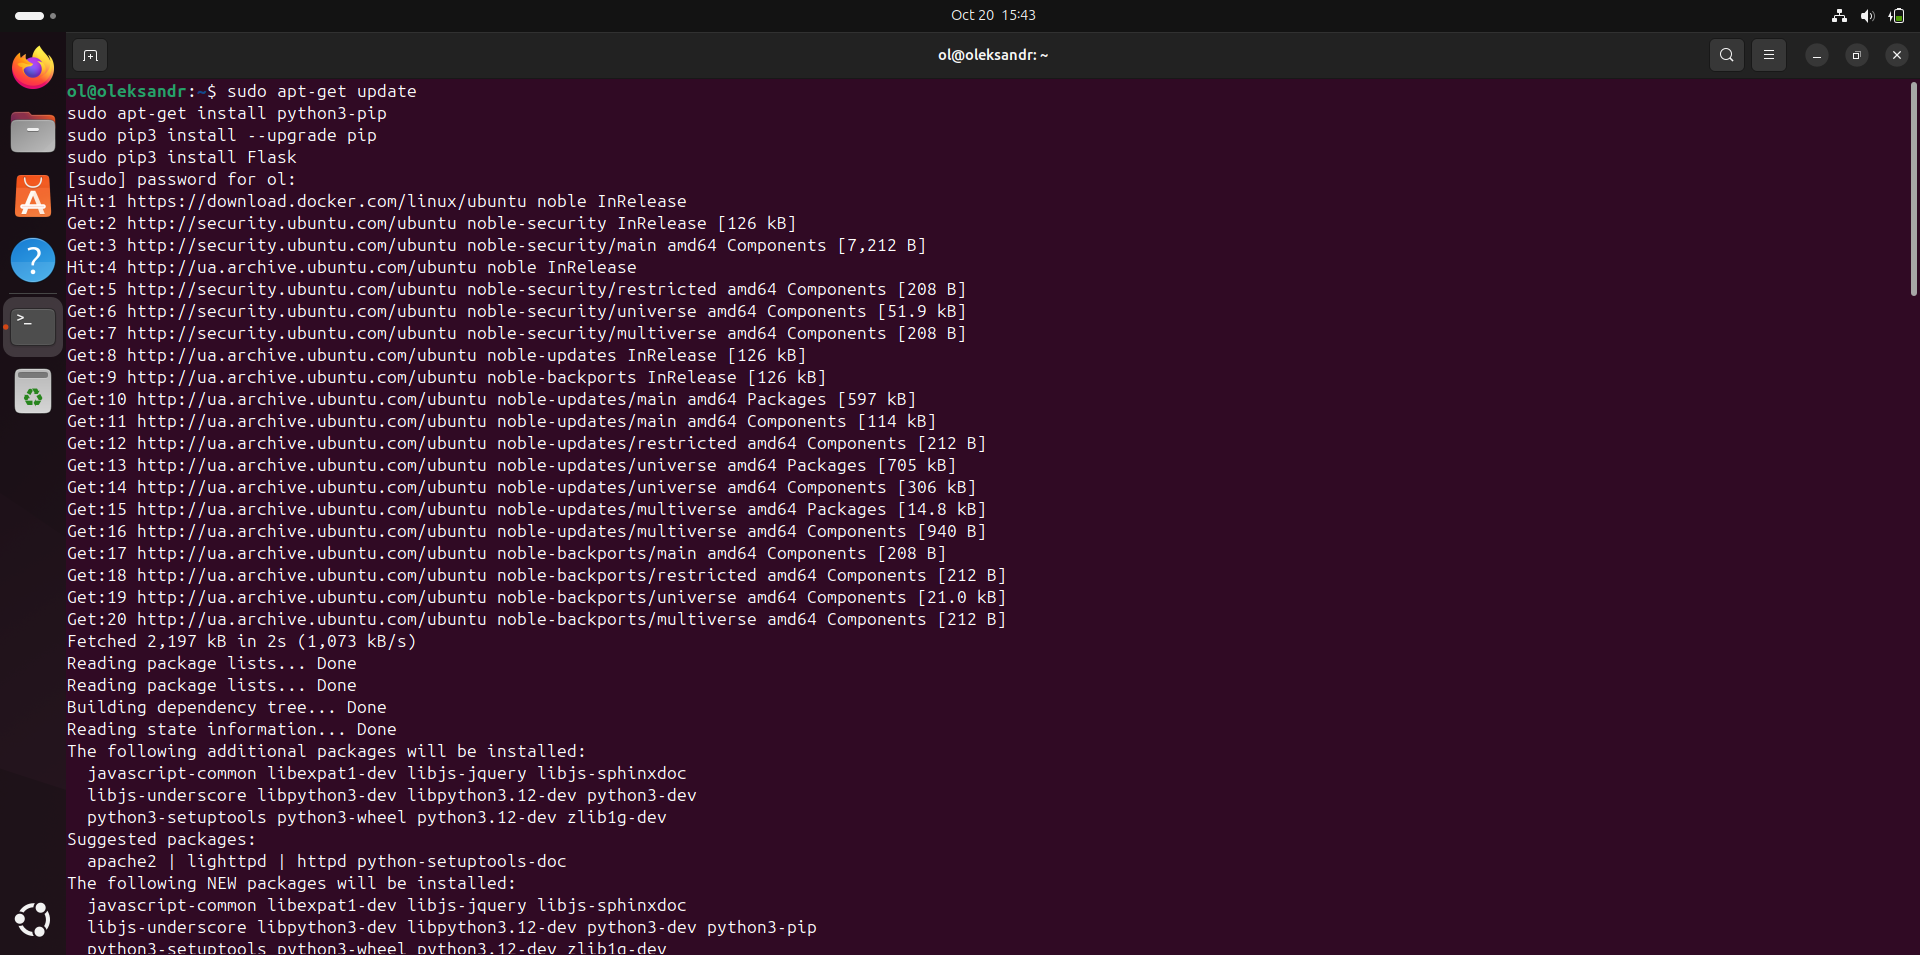 Oct 20 15:43
ol@oleksandr: ~
ol@oleksandr:~$ sudo apt-get update
sudo apt-get install python3-pip
sudo pip3 install --upgrade pip
sudo pip3 install Flask
[sudo] password for ol:
Hit:1 https://download.docker.com/linux/ubuntu noble InRelease
Get:2 http://security.ubuntu.com/ubuntu noble-security InRelease [126 kB]
Get:3 http://security.ubuntu.com/ubuntu noble-security/main amd64 Components [7,212 B]
Hit:4 http://ua.archive.ubuntu.com/ubuntu noble InRelease
Get:5 http://security.ubuntu.com/ubuntu noble-security/restricted amd64 Components [208 B]
Get:6 http://security.ubuntu.com/ubuntu noble-security/universe amd64 Components [51.9 kB]
Get:7 http://security.ubuntu.com/ubuntu noble-security/multiverse amd64 Components [208 B]
Get:8 http://ua.archive.ubuntu.com/ubuntu noble-updates InRelease [126 kB]
Get:9 http://ua.archive.ubuntu.com/ubuntu noble-backports InRelease [126 kB]
Get:10 http://ua.archive.ubuntu.com/ubuntu noble-updates/main amd64 Packages [597 kB]
Get:11 http://ua.archive.ubuntu.com/ubuntu noble-updates/main amd64 Components [114 kB]
Get:12 http://ua.archive.ubuntu.com/ubuntu noble-updates/restricted amd64 Components [212 B]
Get:13 http://ua.archive.ubuntu.com/ubuntu noble-updates/universe amd64 Packages [705 kB]
Get:14 http://ua.archive.ubuntu.com/ubuntu noble-updates/universe amd64 Components [306 kB]
Get:15 http://ua.archive.ubuntu.com/ubuntu noble-updates/multiverse amd64 Packages [14.8 kB]
Get:16 http://ua.archive.ubuntu.com/ubuntu noble-updates/multiverse amd64 Components [940 B]
Get:17 http://ua.archive.ubuntu.com/ubuntu noble-backports/main amd64 Components [208 B]
Get:18 http://ua.archive.ubuntu.com/ubuntu noble-backports/restricted amd64 Components [212 B]
Get:19 http://ua.archive.ubuntu.com/ubuntu noble-backports/universe amd64 Components [21.0 kB]
Get:20 http://ua.archive.ubuntu.com/ubuntu noble-backports/multiverse amd64 Components [212 B]
Fetched 2,197 kB in 2s (1,073 kB/s)
Reading package lists... Done
Reading package lists... Done
Building dependency tree... Done
Reading state information... Done
The following additional packages will be installed:
javascript-common libexpat1-dev libjs-jquery libjs-sphinxdoc
libjs-underscore libpython3-dev libpython3.12-dev python3-dev
python3-setuptools python3-wheel python3.12-dev zlib1g-dev
Suggested packages:
apache2 | lighttpd | httpd python-setuptools-doc
The following NEW packages will be installed:
javascript-common libexpat1-dev libjs-jquery libjs-sphinxdoc
libjs-underscore libpython3-dev libpython3.12-dev python3-dev python3-pip
python3-setuptools python3-wheel python3.12-dev zlib1g-dev